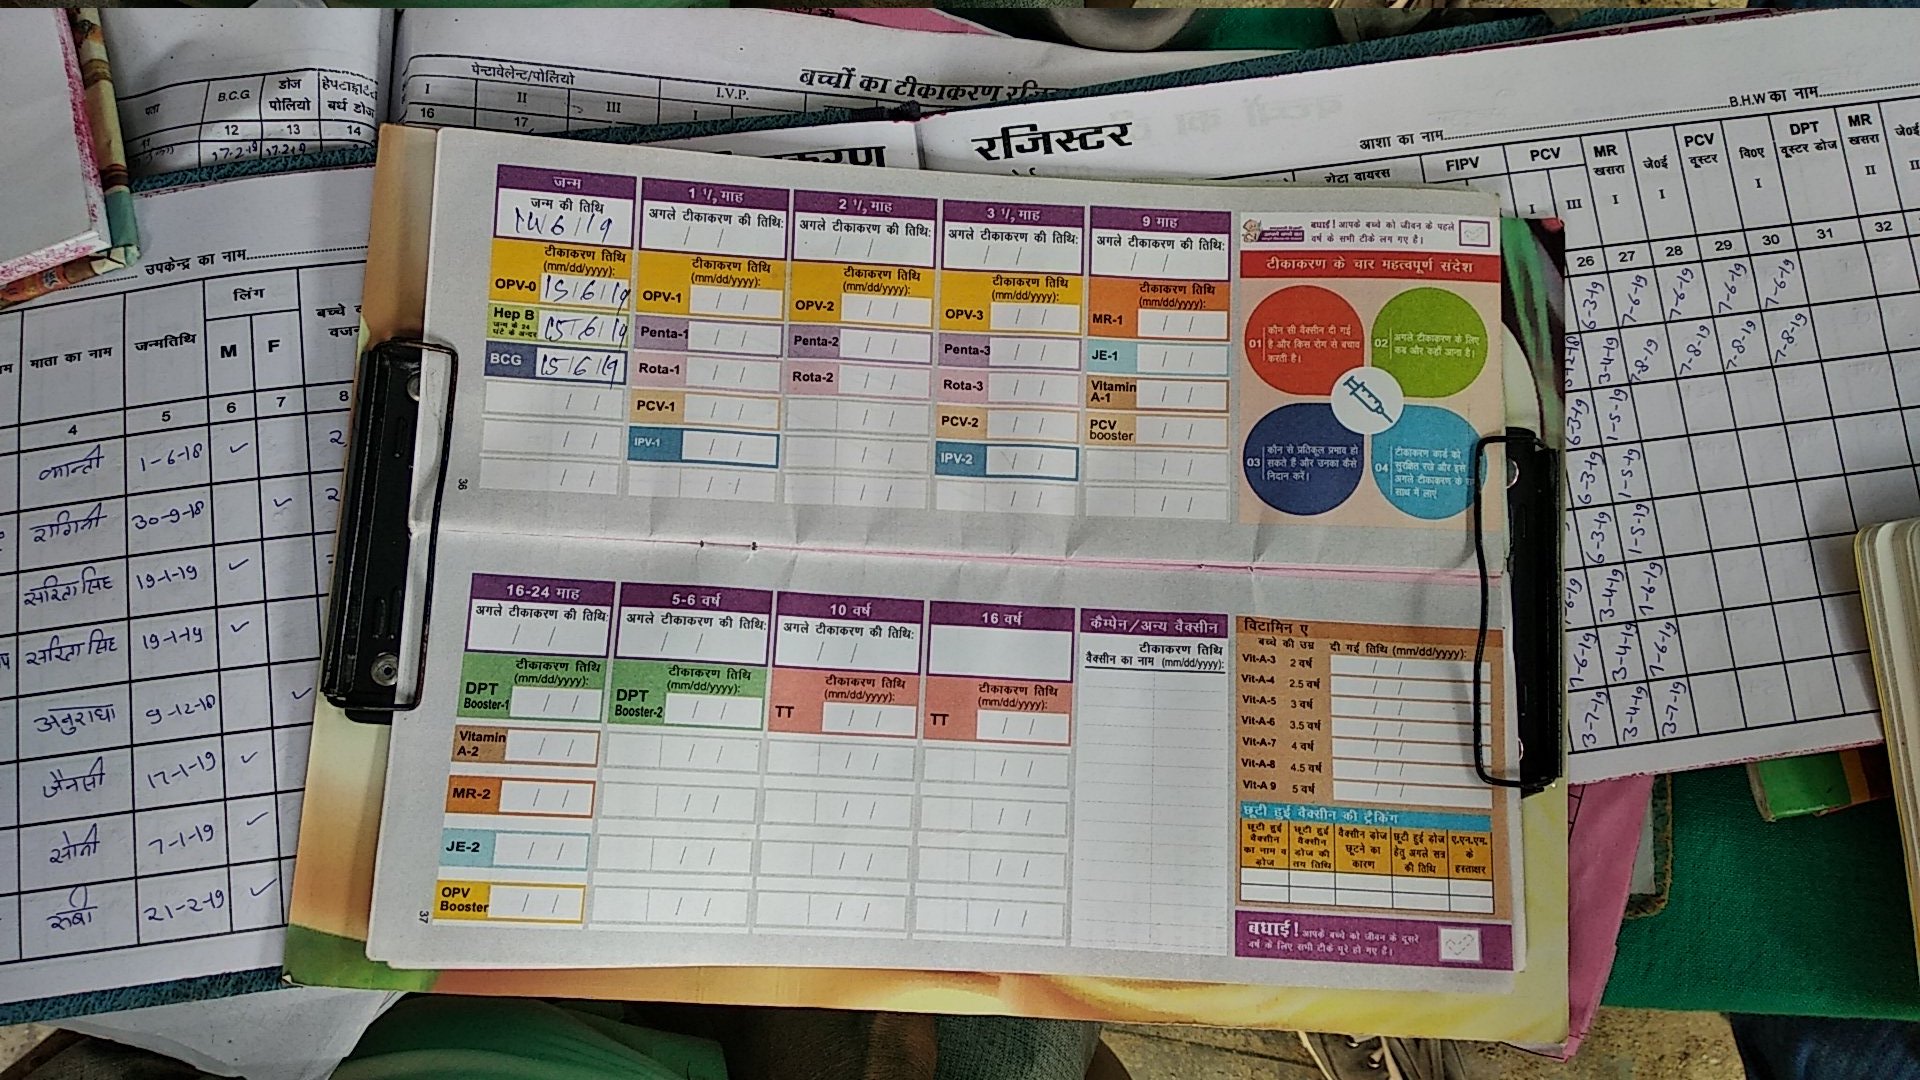 पेन्टावेलेन्ट/पोलियो
I.V.P.
बच्चों का टीकाकरण
I II III I
16 17
पता B.C.G. डोज पोलियो बर्थ डोज
12 13 14
17-2-19 17-2-19
रजिस्टर
आशा का नाम
B.H.W का नाम
रोटा वायरस FIPV PCV MR खसरा जे०ई PCV बूस्टर वि०ए DPT बूस्टर डोज MR खसरा जे०ई
I III I I I II
26 27 28 29 30 31 32
6-3-19 7-6-19 7-6-19 7-6-19 7-6-19
3-4-19 7-8-19 7-8-19 7-8-19 7-8-19
6-3-19 1-5-19
6-3-19 1-5-19
6-3-19 1-5-19
3-4-19 7-6-19
7-6-19 3-4-19 7-6-19
3-7-19 3-4-19 3-7-19
उपकेन्द्र का नाम
माता का नाम जन्मतिथि लिंग बच्चे
M F वजन
4 5 6 7 8
कान्ती 1-6-18
रागिनी 30-9-18
सरिता सिंह 19-1-19
सरिता सिंह 19-1-19
अनुराधा 9-12-18
जैनसी 17-1-19
सोनी 7-1-19
रूबी 21-2-19
जन्म
जन्म की तिथि
टीकाकरण तिथि
(mm/dd/yyyy):
OPV-0 15/6/19
Hep B
जन्म के 24
घंटे के अन्दर
15/6/19
BCG 15/6/19
36
1 ½ माह
अगले टीकाकरण की तिथि:
टीकाकरण तिथि
(mm/dd/yyyy):
OPV-1
Penta-1
Rota-1
PCV-1
IPV-1
2 ½ माह
अगले टीकाकरण की तिथि:
टीकाकरण तिथि
(mm/dd/yyyy):
OPV-2
Penta-2
Rota-2
3 ½ माह
अगले टीकाकरण की तिथि:
टीकाकरण तिथि
(mm/dd/yyyy):
OPV-3
Penta-3
Rota-3
PCV-2
IPV-2
9 माह
अगले टीकाकरण की तिथि:
टीकाकरण तिथि
(mm/dd/yyyy):
MR-1
JE-1
Vitamin
A-1
PCV
booster
बधाई! आपके बच्चे को जीवन के पहले
वर्ष के सभी टीके लग गए है।
टीकाकरण के चार महत्वपूर्ण संदेश
01 कौन सी वैक्सीन दी गई
है और किस रोग से बचाव
करती है।
02 अगले टीकाकरण के लिए
कब और कहाँ आना है।
03 कौन से प्रतिकूल प्रभाव हो
सकते हैं और उनका कैसे
निदान करें।
04 टीकाकरण कार्ड को
सुरक्षित रखे और इसे
अगले टीकाकरण के
साथ में लाएं
16-24 माह
अगले टीकाकरण की तिथि:
टीकाकरण तिथि
(mm/dd/yyyy):
DPT
Booster-1
Vitamin
A-2
MR-2
JE-2
OPV
Booster
37
5-6 वर्ष
अगले टीकाकरण की तिथि:
टीकाकरण तिथि
(mm/dd/yyyy):
DPT
Booster-2
10 वर्ष
अगले टीकाकरण की तिथि:
टीकाकरण तिथि
(mm/dd/yyyy):
TT
16 वर्ष
टीकाकरण तिथि
(mm/dd/yyyy):
TT
कैम्पेन/अन्य वैक्सीन
टीकाकरण तिथि
वैक्सीन का नाम (mm/dd/yyyy):
विटामिन ए
बच्चे की उम्र दी गई तिथि (mm/dd/yyyy):
Vit-A-3 2 वर्ष
Vit-A-4 2.5 वर्ष
Vit-A-5 3 वर्ष
Vit-A-6 3.5 वर्ष
Vit-A-7 4 वर्ष
Vit-A-8 4.5 वर्ष
Vit-A 9 5 वर्ष
छूटी हुई वैक्सीन की ट्रैकिंग
छूटी हुई वैक्सीन का नाम व डोज
छूटी हुई वैक्सीन डोज की तय तिथि
वैक्सीन डोज छूटने का कारण
छूटी हुई डोज हेतु अगले सत्र की तिथि
ए.एन.एम. के हस्ताक्षर
बधाई! आपके बच्चे को जीवन के दूसरे
वर्ष के लिए सभी टीके पूरे हो गए है।